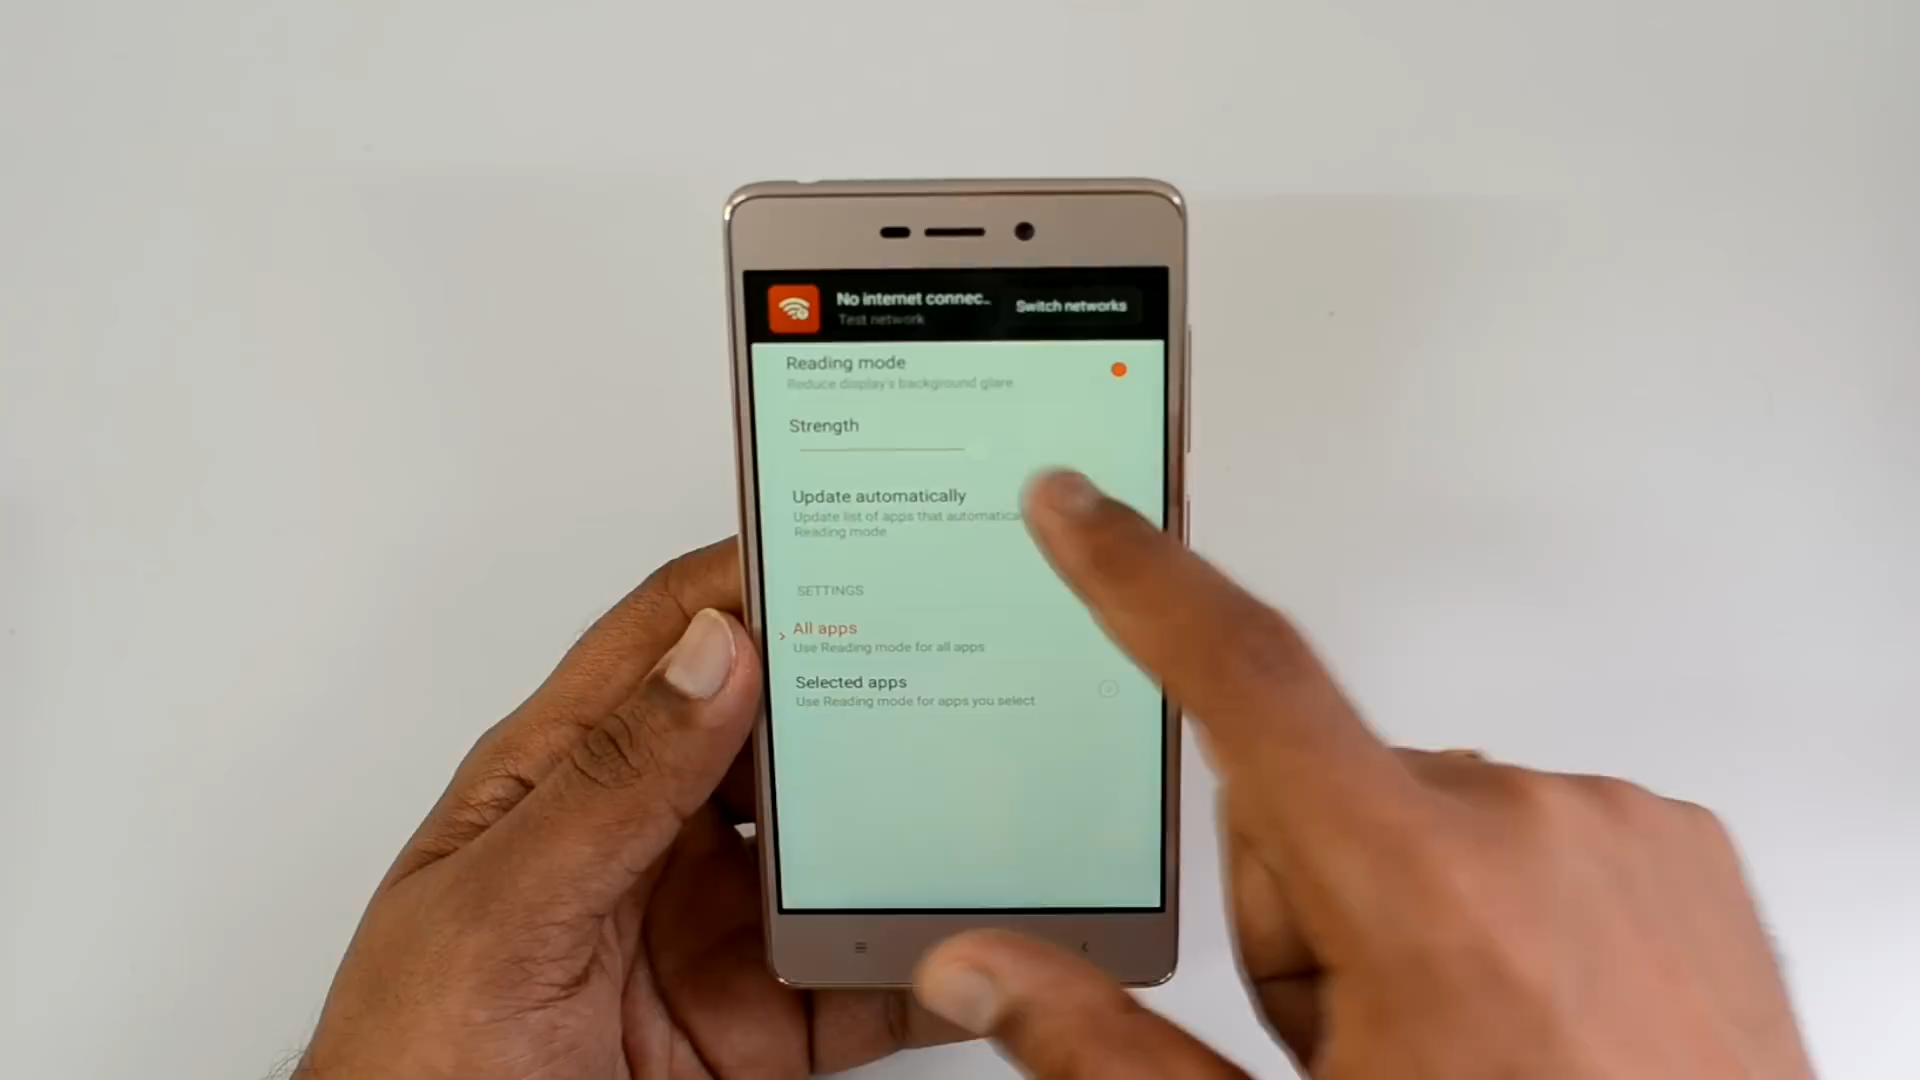 No internet connec..
Switch networks
Test network
Reading mode
Reduce display's background glare
Strength
Update automatically
Update list of apps that automatica
Reading mode
SETTINGS
All apps
Use Reading mode for all apps
Selected apps
Use Reading mode for apps you select